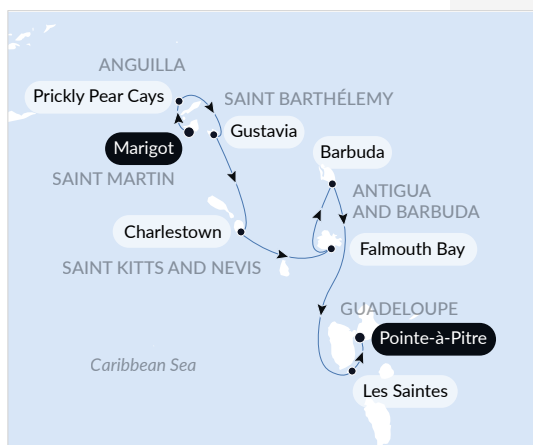 ANGUILLA
Prickly Pear Cays
SAINT BARTHÉLEMY
Gustavia
Marigot
Barbuda
SAINT MARTIN
ANTIGUA
AND BARBUDA
Charlestown
Falmouth Bay
SAINT KITTS AND NEVIS
GUADELOUPE
Pointe-à-Pitre
Caribbean Sea
Les Saintes